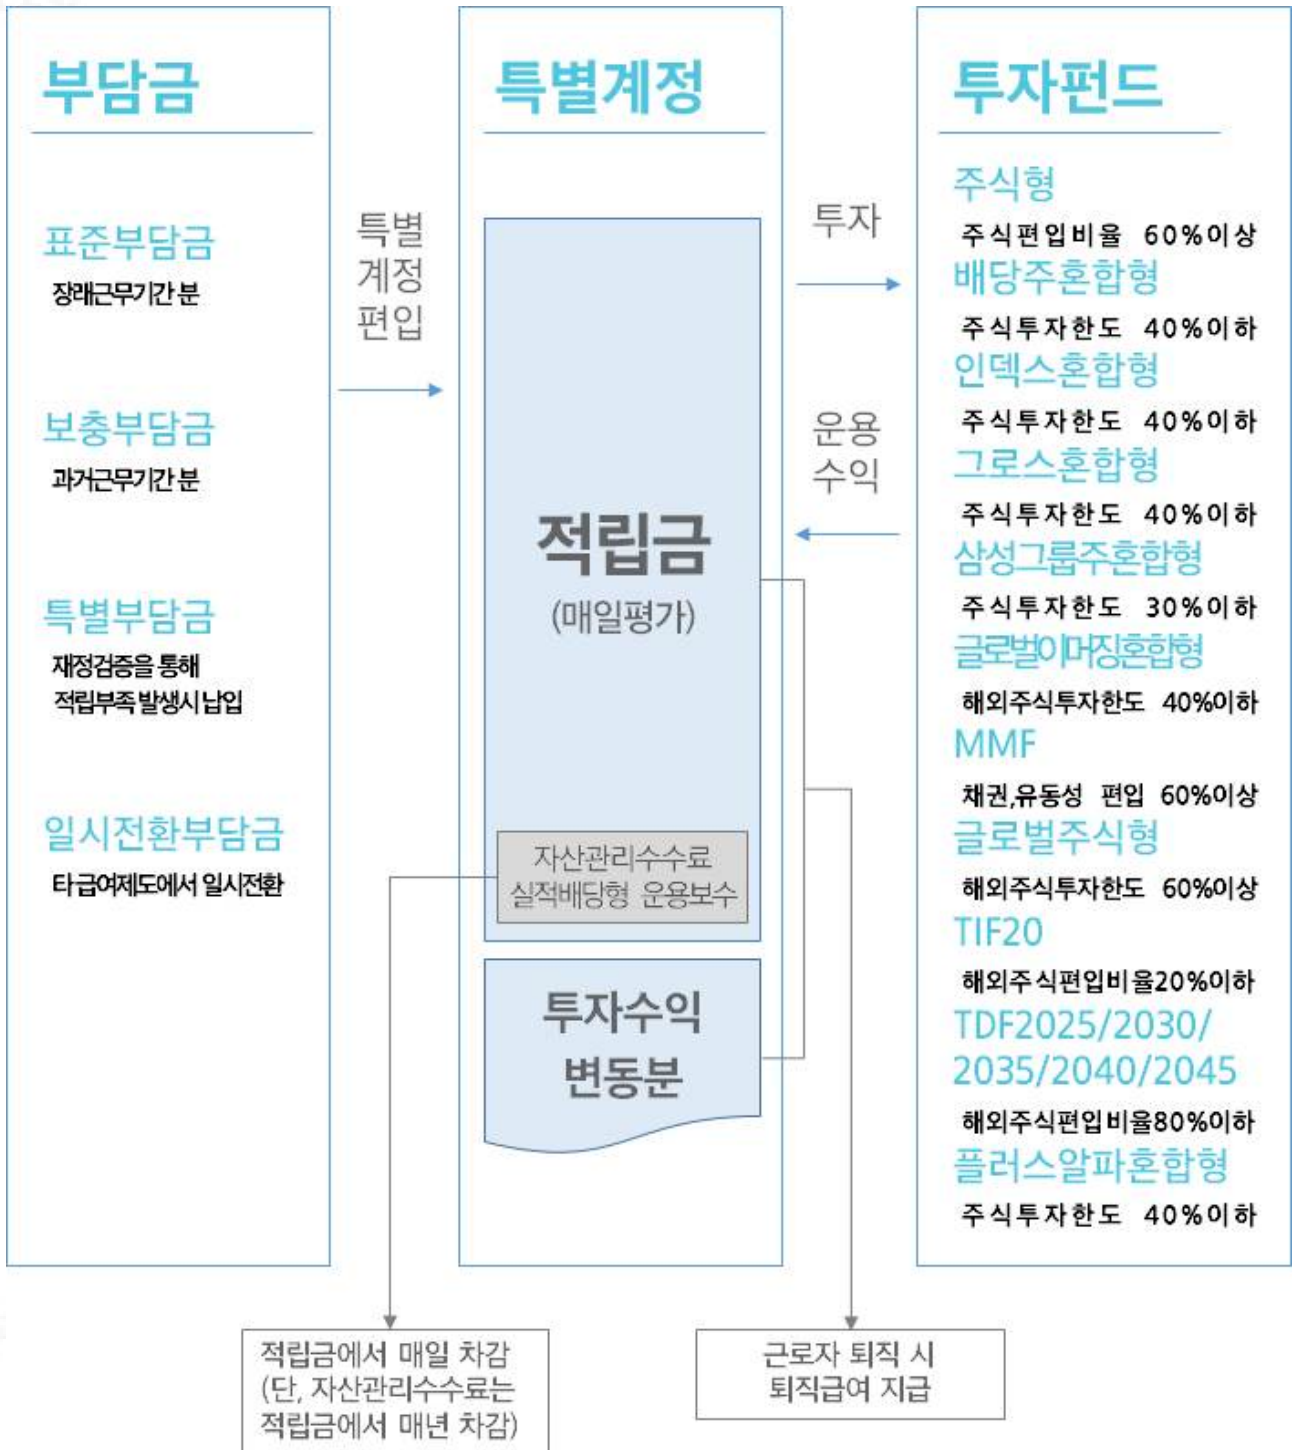 부담금
표준부담금
장래근무기간 분
보충부담금
과거근무기간 분
특별부담금
재정검증을 통해
적립부족 발생시 납입
일시전환부담금
타 급여제도에서 일시전환
특별
계정
편입
특별계정
적립금
(매일평가)
자산관리수수료
실적배당형 운용보수
투자수익
변동분
투자
운용
수익
투자펀드
주식형
주식편입비율 60%이상
배당주혼합형
주식투자한도 40%이하
인덱스혼합형
주식투자한도 40%이하
그로스혼합형
주식투자한도 40%이하
삼성그룹주혼합형
주식투자한도 30%이하
글로벌이머징혼합형
해외주식투자한도 40%이하
MMF
채권,유동성 편입 60%이상
글로벌주식형
해외주식투자한도 60%이상
TIF20
해외주식편입비율20%이하
TDF2025/2030/
2035/2040/2045
해외주식편입비율80%이하
플러스알파혼합형
주식투자한도 40%이하
적립금에서 매일 차감
(단, 자산관리수수료는
적립금에서 매년 차감)
근로자 퇴직 시
퇴직급여 지급